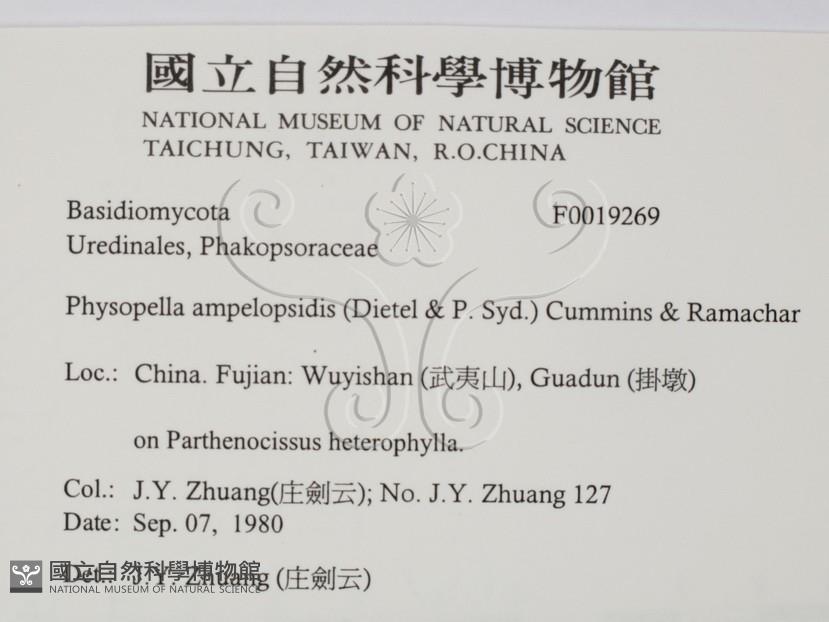 國立自然科學博物館
NATIONAL MUSEUM OF NATURAL SCIENCE
TAICHUNG, TAIWAN, R.O.CHINA
Basidiomycota F0019269
Uredinales, Phakopsoraceae
Physopella ampelopsidis (Dietel & P. Syd.) Cummins & Ramachar
Loc.: China. Fujian: Wuyishan (武夷山), Guadun (掛墩)
on Parthenocissus heterophylla.
Col.: J.Y. Zhuang(庄劍云); No. J.Y. Zhuang 127
Date: Sep. 07, 1980
Det.: J.Y. Zhuang (庄劍云)
國立自然科學博物館
NATIONAL MUSEUM OF NATURAL SCIENCE